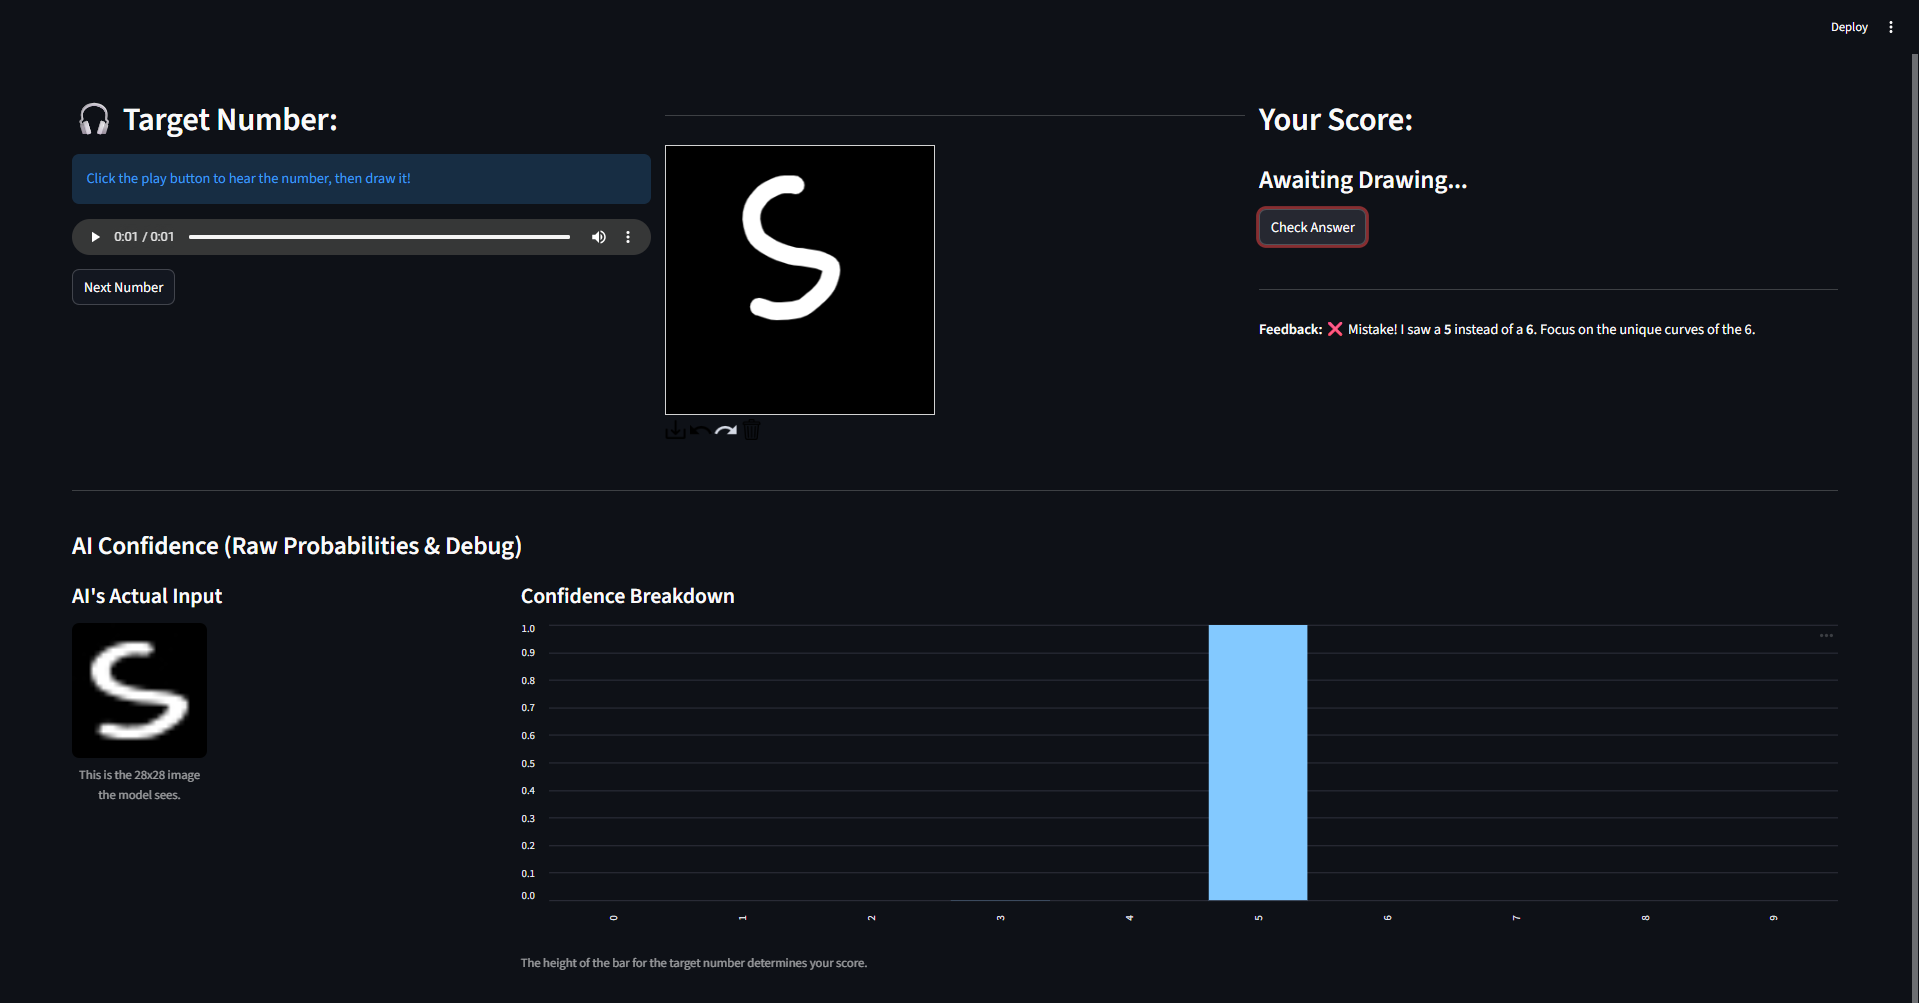 Deploy
Target Number:
Click the play button to hear the number, then draw it!
0:01 / 0:01
Next Number
S
Your Score:
Awaiting Drawing...
Check Answer
Feedback: ❌ Mistake! I saw a 5 instead of a 6. Focus on the unique curves of the 6.
AI Confidence (Raw Probabilities & Debug)
AI's Actual Input
S
This is the 28x28 image
the model sees.
Confidence Breakdown
1.0
0.9
0.8
0.7
0.6
0.5
0.4
0.3
0.2
0.1
0.0
0 1 2 3 4 5 6 7 8 9
The height of the bar for the target number determines your score.